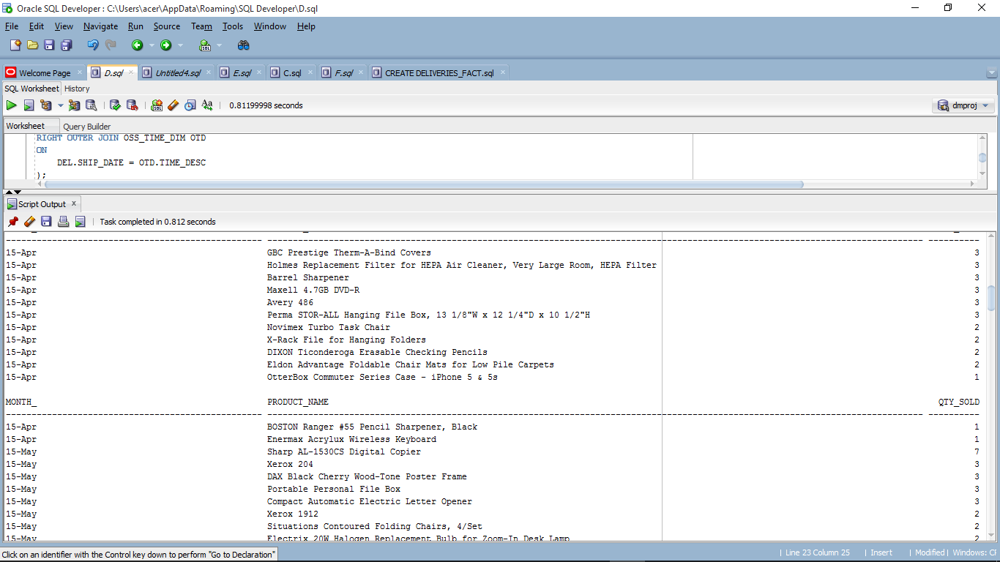 Oracle SQL Developer : C:\Users\acer\AppData\Roaming\SQL Developer\D.sql
File Edit View Navigate Run Source Team Tools Window Help
Welcome Page D.sql Untitled4.sql E.sql C.sql F.sql CREATE DELIVERIES_FACT.sql
SQL Worksheet History
0.81199998 seconds dmproj
Worksheet Query Builder
RIGHT OUTER JOIN OSS_TIME_DIM OTD
ON
DEL.SHIP_DATE = OTD.TIME_DESC
);
Script Output
Task completed in 0.812 seconds
15-Apr GBC Prestige Therm-A-Bind Covers 3
15-Apr Holmes Replacement Filter for HEPA Air Cleaner, Very Large Room, HEPA Filter 3
15-Apr Barrel Sharpener 3
15-Apr Maxell 4.7GB DVD-R 3
15-Apr Avery 486 3
15-Apr Perma STOR-ALL Hanging File Box, 13 1/8"W x 12 1/4"D x 10 1/2"H 3
15-Apr Novimex Turbo Task Chair 2
15-Apr X-Rack File for Hanging Folders 2
15-Apr DIXON Ticonderoga Erasable Checking Pencils 2
15-Apr Eldon Advantage Foldable Chair Mats for Low Pile Carpets 2
15-Apr OtterBox Commuter Series Case - iPhone 5 & 5s 1
MONTH_ PRODUCT_NAME QTY_SOLD
15-Apr BOSTON Ranger #55 Pencil Sharpener, Black 1
15-Apr Enermax Acrylux Wireless Keyboard 1
15-May Sharp AL-1530CS Digital Copier 7
15-May Xerox 204 3
15-May DAX Black Cherry Wood-Tone Poster Frame 3
15-May Portable Personal File Box 3
15-May Compact Automatic Electric Letter Opener 3
15-May Xerox 1912 2
15-May Situations Contoured Folding Chairs, 4/Set 2
15-May Electrix 20W Halogen Replacement Bulb for Zoom-In Desk Lamp 2
Click on an identifier with the Control key down to perform "Go to Declaration" | Line 23 Column 25 | Insert | Modified | Windows: CF